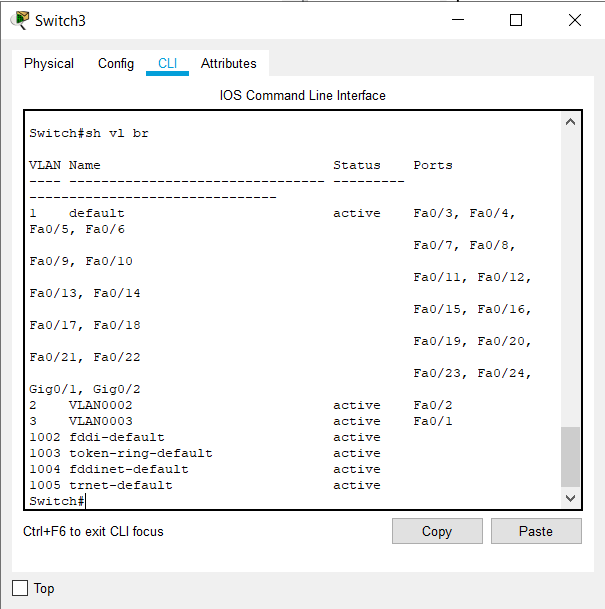 Switch3
Physical Config CLI Attributes
IOS Command Line Interface
Switch#sh vl br
VLAN Name                             Status    Ports
---- -------------------------------- --------- -------------------------------
1    default                          active    Fa0/3, Fa0/4,
Fa0/5, Fa0/6
                                                Fa0/7, Fa0/8,
Fa0/9, Fa0/10
                                                Fa0/11, Fa0/12,
Fa0/13, Fa0/14
                                                Fa0/15, Fa0/16,
Fa0/17, Fa0/18
                                                Fa0/19, Fa0/20,
Fa0/21, Fa0/22
                                                Fa0/23, Fa0/24,
Gig0/1, Gig0/2
2    VLAN0002                         active    Fa0/2
3    VLAN0003                         active    Fa0/1
1002 fddi-default                     active
1003 token-ring-default               active
1004 fddinet-default                  active
1005 trnet-default                    active
Switch#
Ctrl+F6 to exit CLI focus
Copy Paste
Top